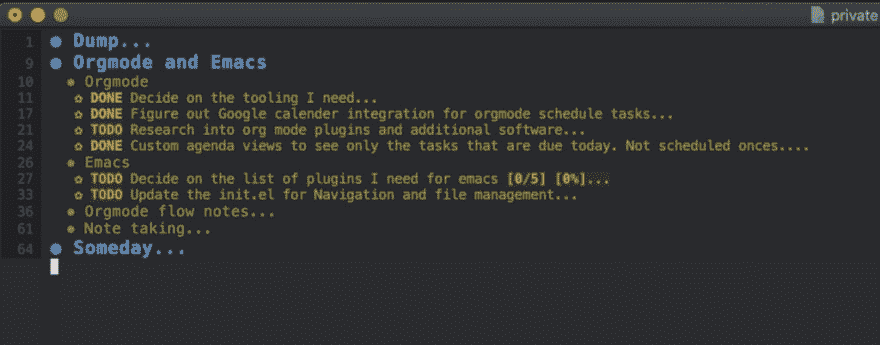 private
1 Dump...
9 Orgmode and Emacs
10 Orgmode
11 DONE Decide on the tooling I need...
17 DONE Figure out Google calender integration for orgmode schedule tasks...
21 TODO Research into org mode plugins and additional software...
24 DONE Custom agenda views to see only the tasks that are due today. Not scheduled onces....
26 Emacs
27 TODO Decide on the list of plugins I need for emacs [0/5] [0%]...
33 TODO Update the init.el for Navigation and file management...
36 Orgmode flow notes...
61 Note taking...
64 Someday...